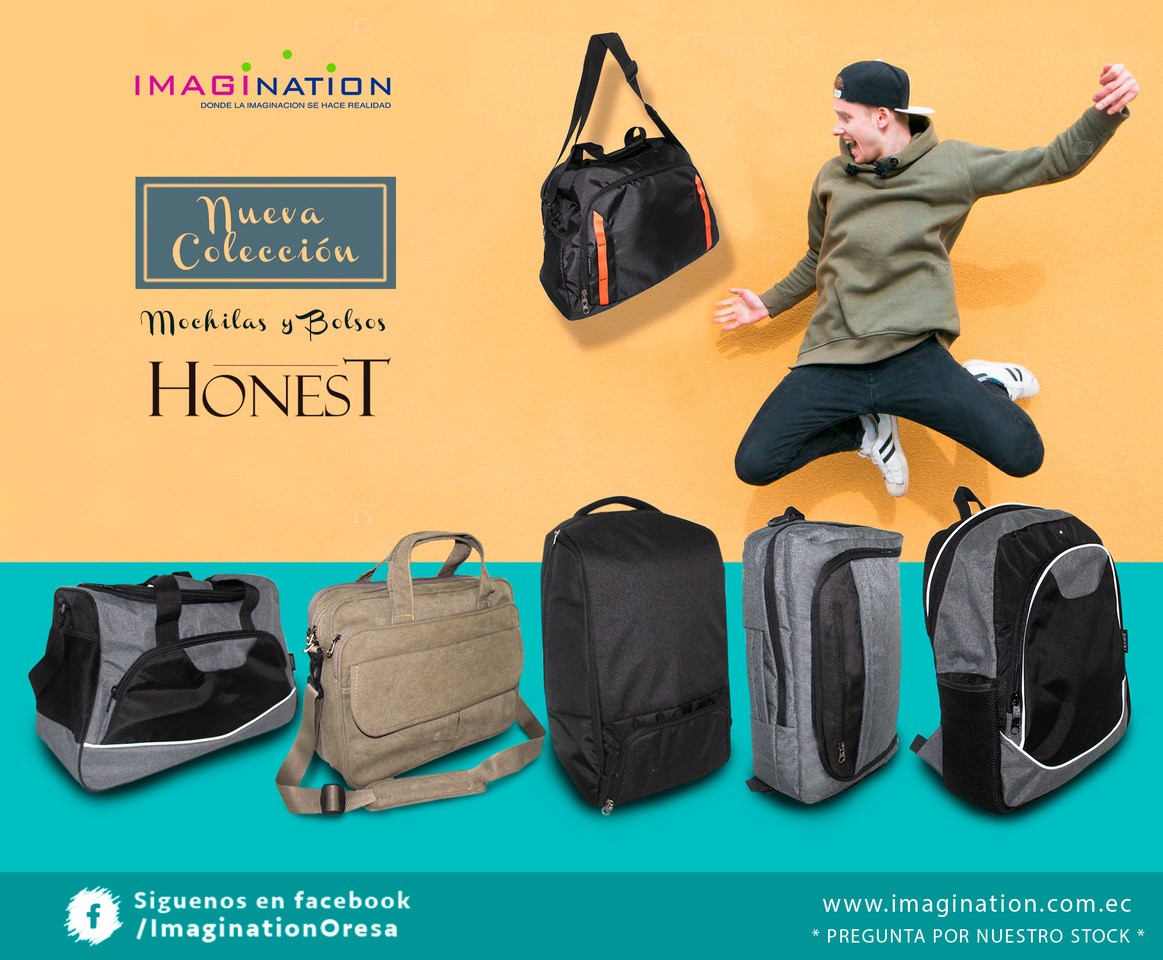 IMAGINATION
DONDE LA IMAGINACION SE HACE REALIDAD
Nueva
Colección
Mochilas y Bolsos
HONEST
Siguenos en facebook
/ImaginationOresa
www.imagination.com.ec
* PREGUNTA POR NUESTRO STOCK *